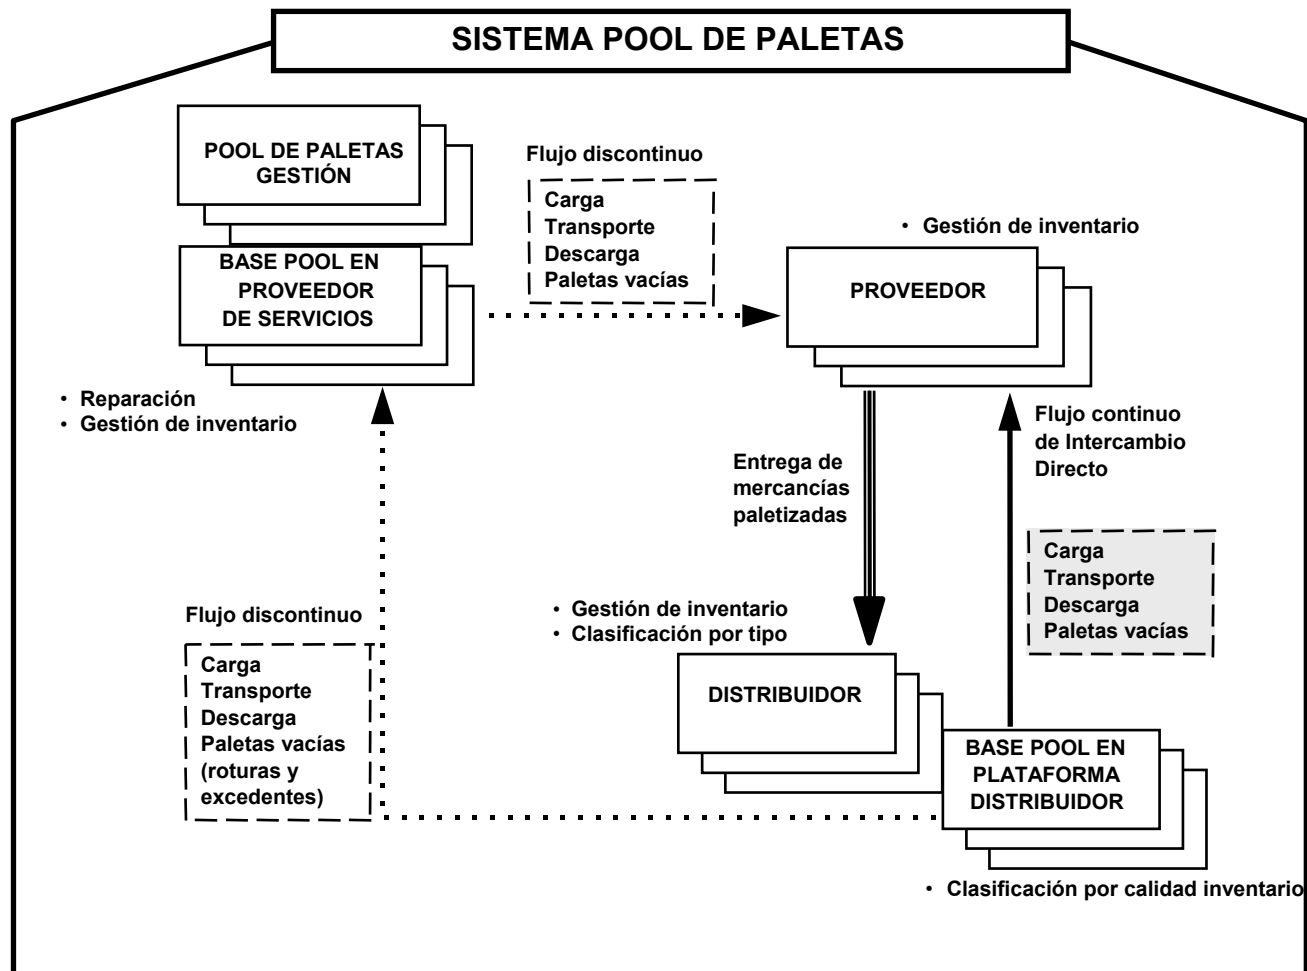 SISTEMA POOL DE PALETAS
POOL DE PALETAS
GESTIÓN
BASE POOL EN
PROVEEDOR
DE SERVICIOS
• Reparación
• Gestión de inventario
Flujo discontinuo
Carga
Transporte
Descarga
Paletas vacías
• Gestión de inventario
PROVEEDOR
Entrega de
mercancías
paletizadas
Flujo continuo
de Intercambio
Directo
Carga
Transporte
Descarga
Paletas vacías
Flujo discontinuo
Carga
Transporte
Descarga
Paletas vacías
(roturas y
excedentes)
• Gestión de inventario
• Clasificación por tipo
DISTRIBUIDOR
BASE POOL EN
PLATAFORMA
DISTRIBUIDOR
• Clasificación por calidad inventario